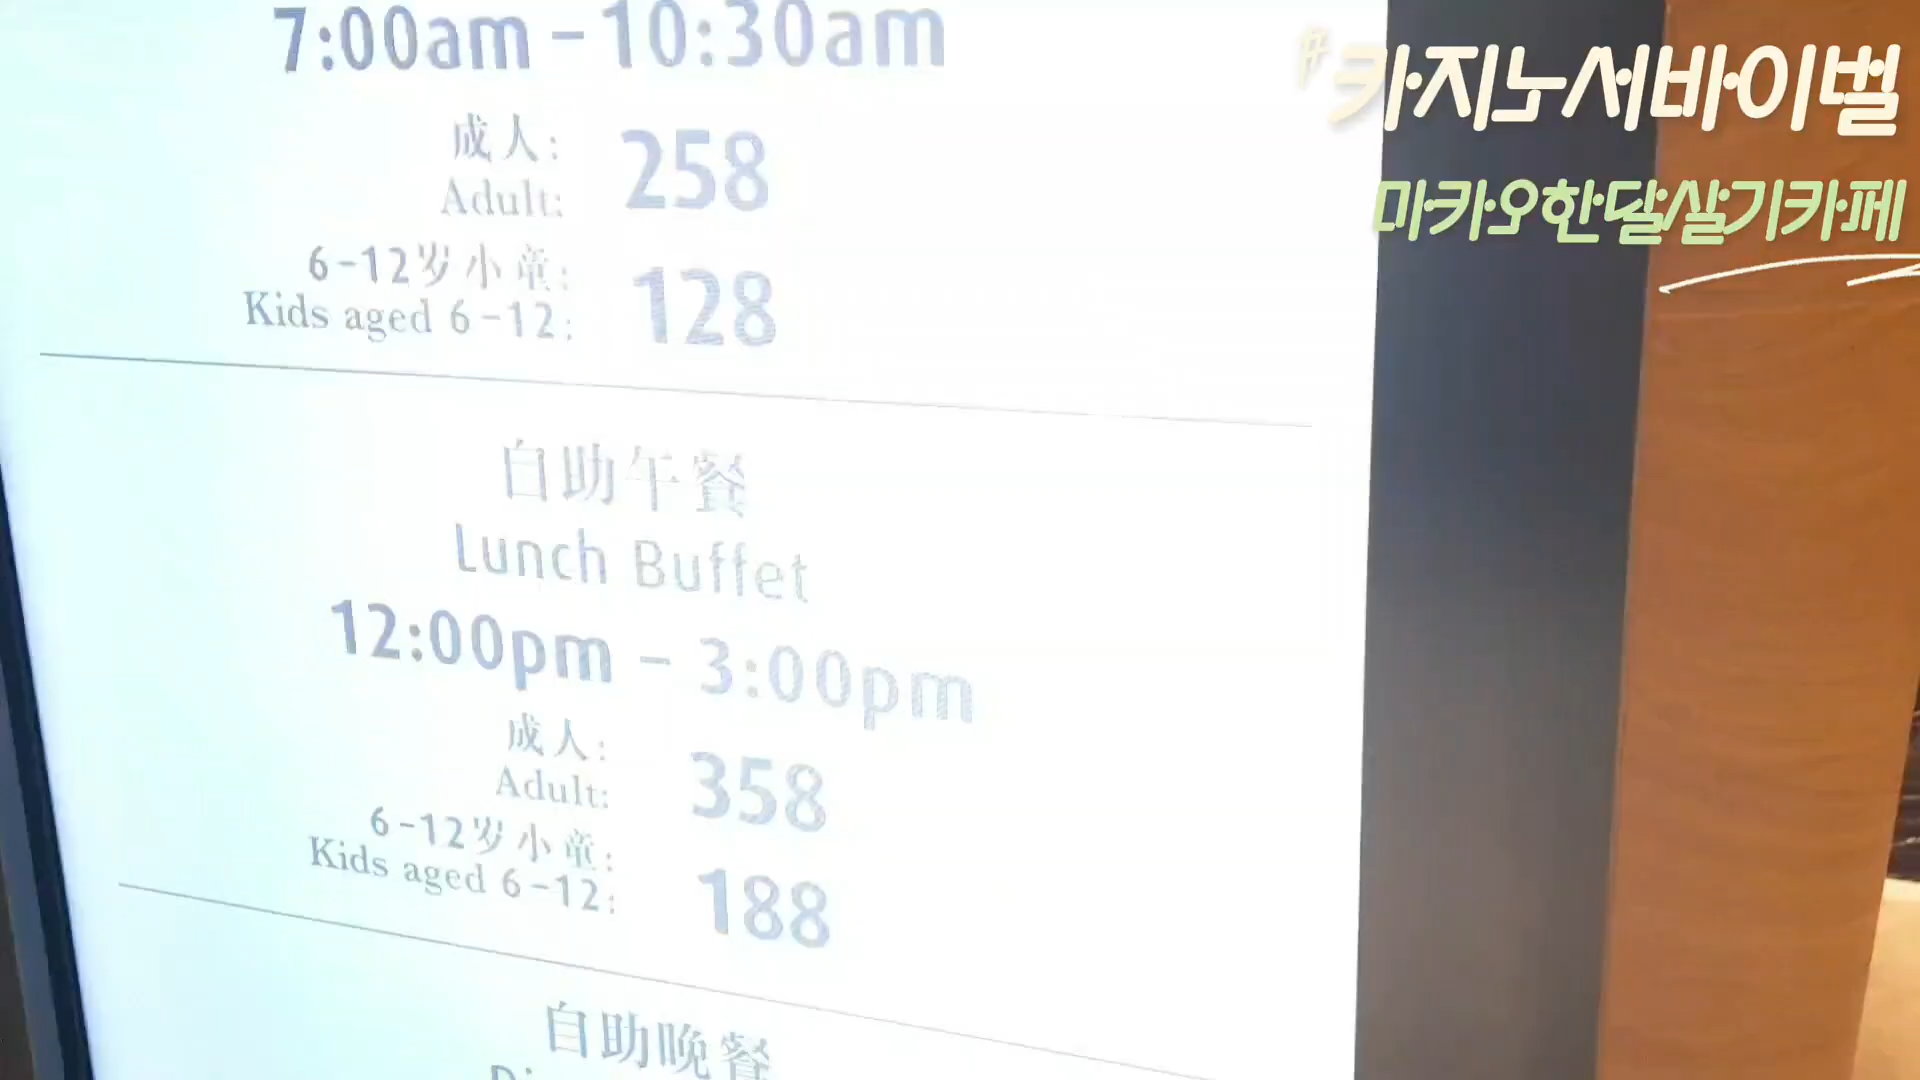 7:00am – 10:30am
成人:
Adult:
258
6-12岁小童:
Kids aged 6-12:
128
自助午餐
Lunch Buffet
12:00pm – 3:00pm
成人:
Adult:
358
6-12岁小童:
Kids aged 6-12:
188
自助晚餐
#카지노서바이벌
마카오한달살기카페